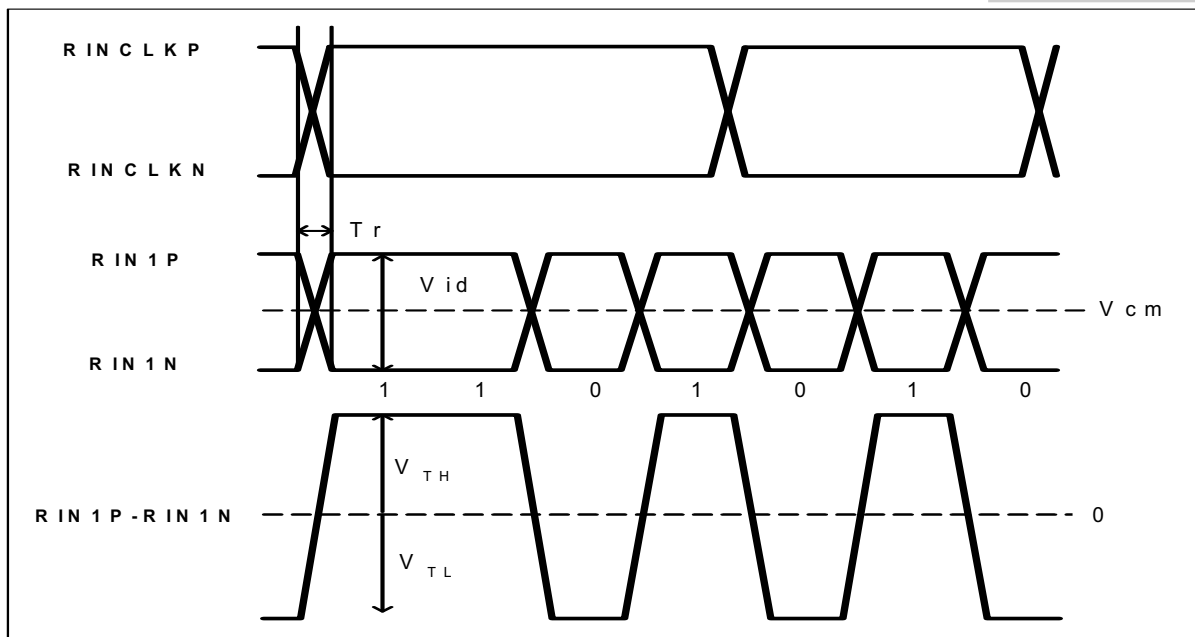 RINCLKP
RINCLKN
Tr
RIN1P
Vid
Vcm
RIN1N
1 1 0 1 0 1 0
VTH
RIN1P-RIN1N
0
VTL